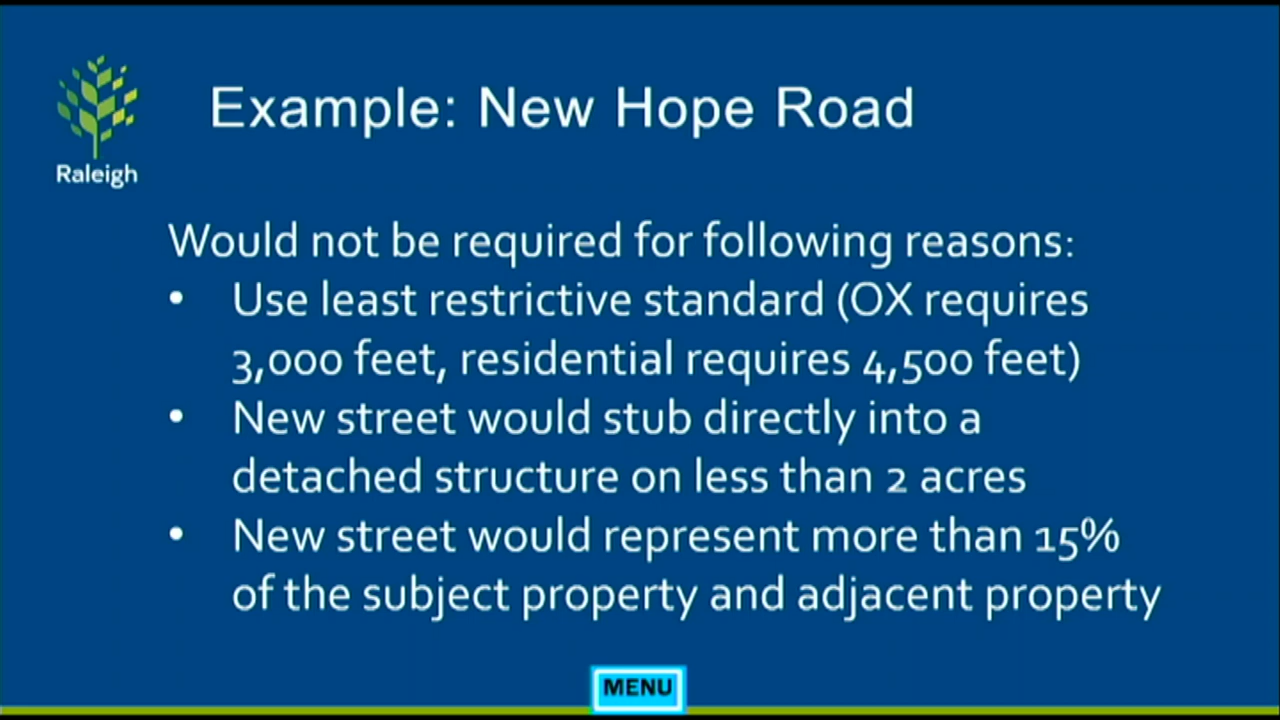 Example: New Hope Road
Raleigh
Would not be required for following reasons:
• Use least restrictive standard (OX requires
3,000 feet, residential requires 4,500 feet)
• New street would stub directly into a
detached structure on less than 2 acres
• New street would represent more than 15%
of the subject property and adjacent property
MENU